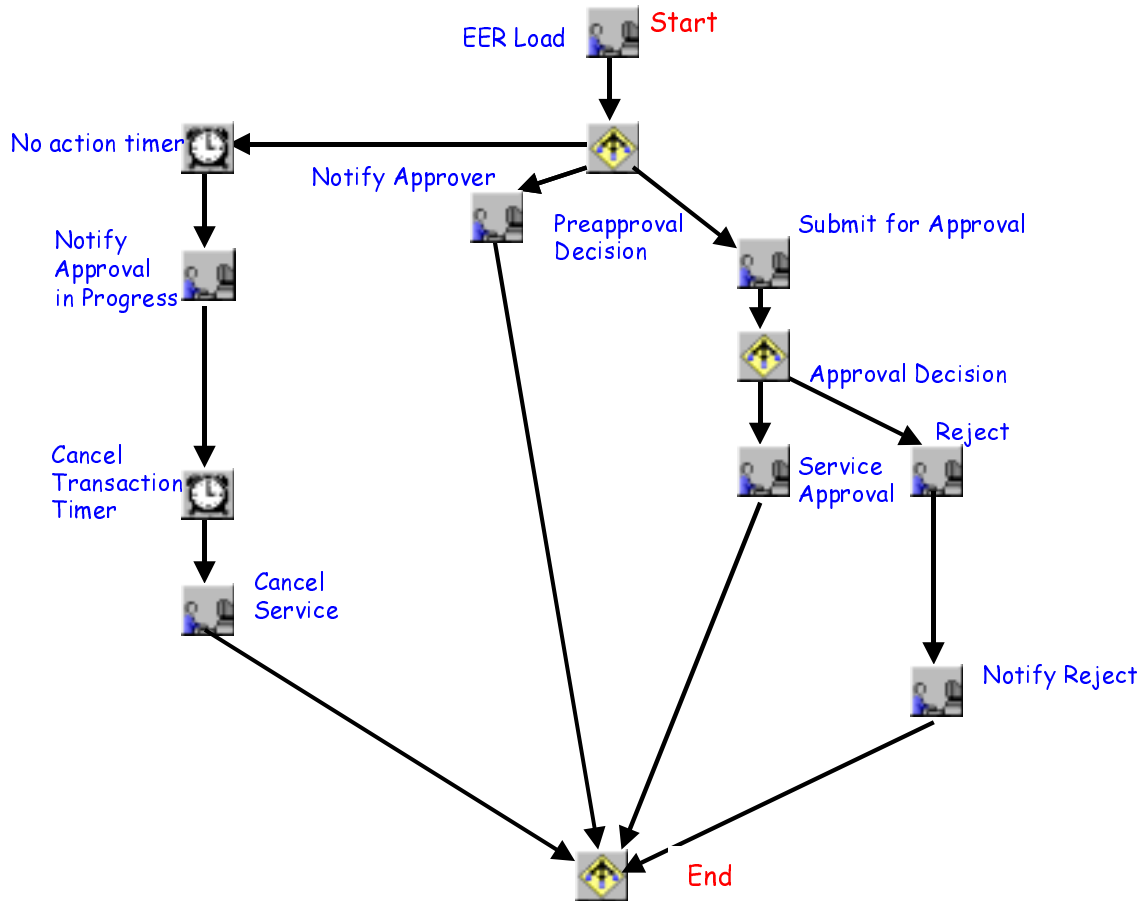 Start
EER Load
No action timer
Notify Approver
Preapproval
Decision
Submit for Approval
Notify
Approval
in Progress
Approval Decision
Reject
Cancel
Transaction
Timer
Service
Approval
Cancel
Service
Notify Reject
End